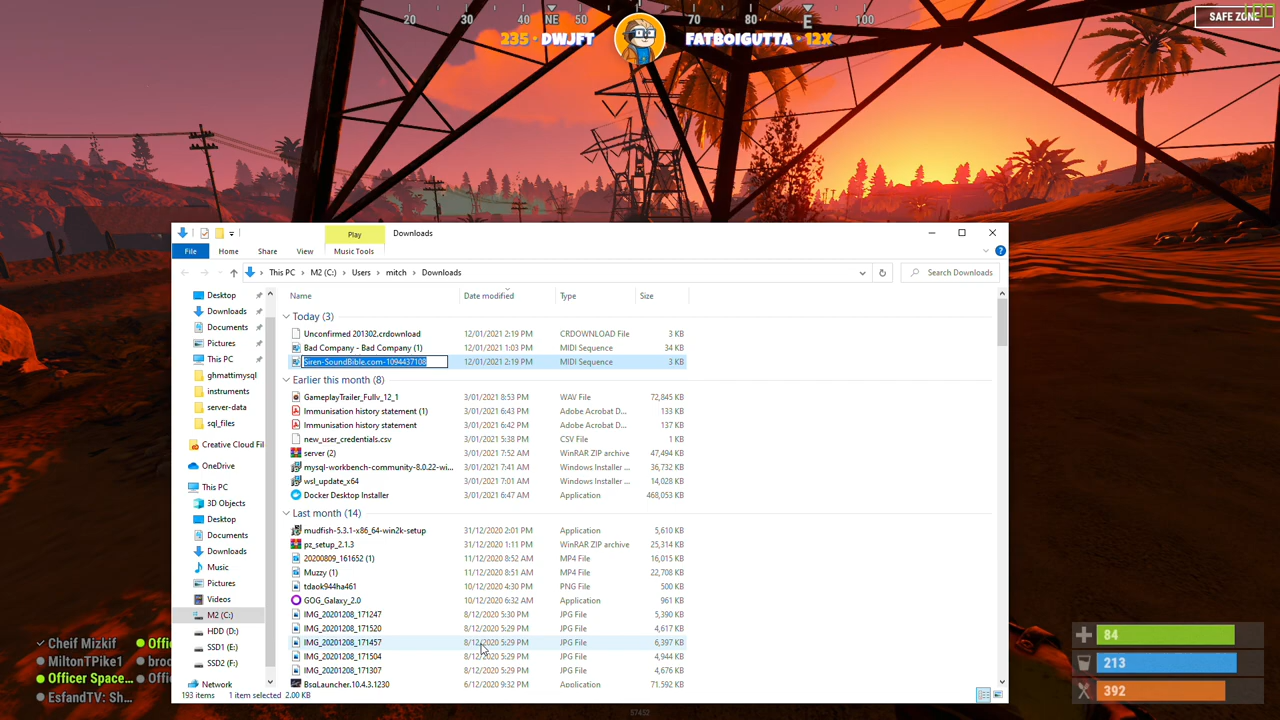 20 30 40 NE 50 70 80 E 100
SAFE ZONE
235 · DWJFT
FATBOIGUTTA · 12X
Play
Downloads
File Home Share View Music Tools
This PC > M2 (C:) > Users > mitch > Downloads
Search Downloads
Name Date modified Type Size
Today (3)
Unconfirmed 201302.crdownload 12/01/2021 2:19 PM CRDOWNLOAD File 3 KB
Bad Company - Bad Company (1) 12/01/2021 1:03 PM MIDI Sequence 34 KB
Siren-SoundBible.com-1094437108 12/01/2021 2:19 PM MIDI Sequence 3 KB
Earlier this month (8)
GameplayTrailer_Fullv_12_1 3/01/2021 8:53 PM WAV File 72,845 KB
Immunisation history statement (1) 3/01/2021 6:43 PM Adobe Acrobat D... 133 KB
Immunisation history statement 3/01/2021 6:42 PM Adobe Acrobat D... 137 KB
new_user_credentials.csv 3/01/2021 5:38 PM CSV File 1 KB
server (2) 3/01/2021 7:52 AM WinRAR ZIP archive 47,494 KB
mysql-workbench-community-8.0.22-wi... 3/01/2021 7:41 AM Windows Installer ... 36,732 KB
wsl_update_x64 3/01/2021 7:01 AM Windows Installer ... 14,028 KB
Docker Desktop Installer 3/01/2021 6:47 AM Application 468,053 KB
Last month (14)
mudfish-5.3.1-x86_64-win2k-setup 31/12/2020 2:01 PM Application 5,610 KB
pz_setup_2.1.3 31/12/2020 1:11 PM WinRAR ZIP archive 25,314 KB
20200809_161652 (1) 11/12/2020 8:52 AM MP4 File 16,015 KB
Muzzy (1) 11/12/2020 8:51 AM MP4 File 22,708 KB
tdaok944ha461 10/12/2020 4:30 PM PNG File 500 KB
GOG_Galaxy_2.0 10/12/2020 6:32 AM Application 961 KB
IMG_20201208_171247 8/12/2020 5:30 PM JPG File 5,390 KB
IMG_20201208_171520 8/12/2020 5:29 PM JPG File 4,617 KB
IMG_20201208_171457 8/12/2020 5:29 PM JPG File 6,397 KB
IMG_20201208_171504 8/12/2020 5:29 PM JPG File 4,944 KB
IMG_20201208_171307 8/12/2020 5:29 PM JPG File 4,676 KB
BsgLauncher.10.4.3.1230 6/12/2020 9:32 PM Application 71,592 KB
Desktop
Downloads
Documents
Pictures
This PC
ghmattimysql
instruments
server-data
sql_files
Creative Cloud Fil
OneDrive
This PC
3D Objects
Desktop
Documents
Downloads
Music
Pictures
Videos
M2 (C:)
HDD (D:)
SSD1 (E:)
SSD2 (F:)
Network
193 items 1 item selected 2.00 KB
Cheif Mizkif Offi
MiltonTPike1 broo
Officer Space... Offic
EsfandTV: Sh...
84
213
392